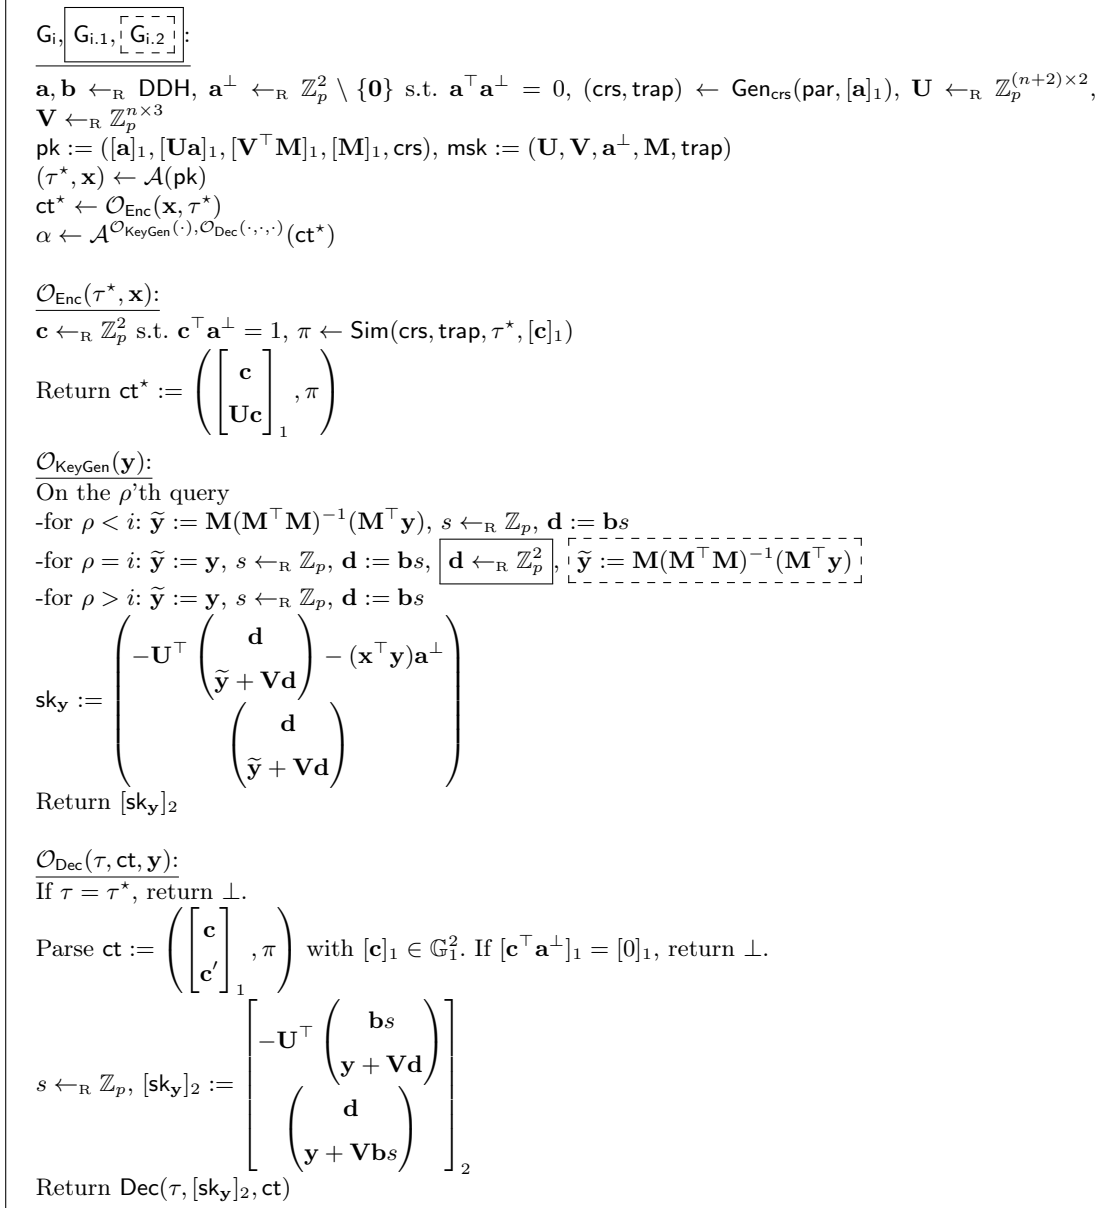 G_i, G_{i.1}, G_{i.2}:
a, b ←_R DDH, a^⊥ ←_R ℤ_p^2 \ {0} s.t. a^⊤a^⊥ = 0, (crs, trap) ← Gen_crs(par, [a]_1), U ←_R ℤ_p^{(n+2)×2},
V ←_R ℤ_p^{n×3}
pk := ([a]_1, [Ua]_1, [V^⊤M]_1, [M]_1, crs), msk := (U, V, a^⊥, M, trap)
(τ^⋆, x) ← 𝒜(pk)
ct^⋆ ← 𝒪_Enc(x, τ^⋆)
α ← 𝒜^{𝒪_KeyGen(·),𝒪_Dec(·,·,·)}(ct^⋆)
𝒪_Enc(τ^⋆, x):
c ←_R ℤ_p^2 s.t. c^⊤a^⊥ = 1, π ← Sim(crs, trap, τ^⋆, [c]_1)
Return ct^⋆ := ([c; Uc]_1, π)
𝒪_KeyGen(y):
On the ρ'th query
-for ρ < i: ỹ := M(M^⊤M)^{-1}(M^⊤y), s ←_R ℤ_p, d := bs
-for ρ = i: ỹ := y, s ←_R ℤ_p, d := bs, d ←_R ℤ_p^2, ỹ := M(M^⊤M)^{-1}(M^⊤y)
-for ρ > i: ỹ := y, s ←_R ℤ_p, d := bs
sk_y := (-U^⊤(d; ỹ + Vd) - (x^⊤y)a^⊥; (d; ỹ + Vd))
Return [sk_y]_2
𝒪_Dec(τ, ct, y):
If τ = τ^⋆, return ⊥.
Parse ct := ([c; c′]_1, π) with [c]_1 ∈ 𝔾_1^2. If [c^⊤a^⊥]_1 = [0]_1, return ⊥.
s ←_R ℤ_p, [sk_y]_2 := [-U^⊤(bs; y + Vd); (d; y + Vbs)]_2
Return Dec(τ, [sk_y]_2, ct)